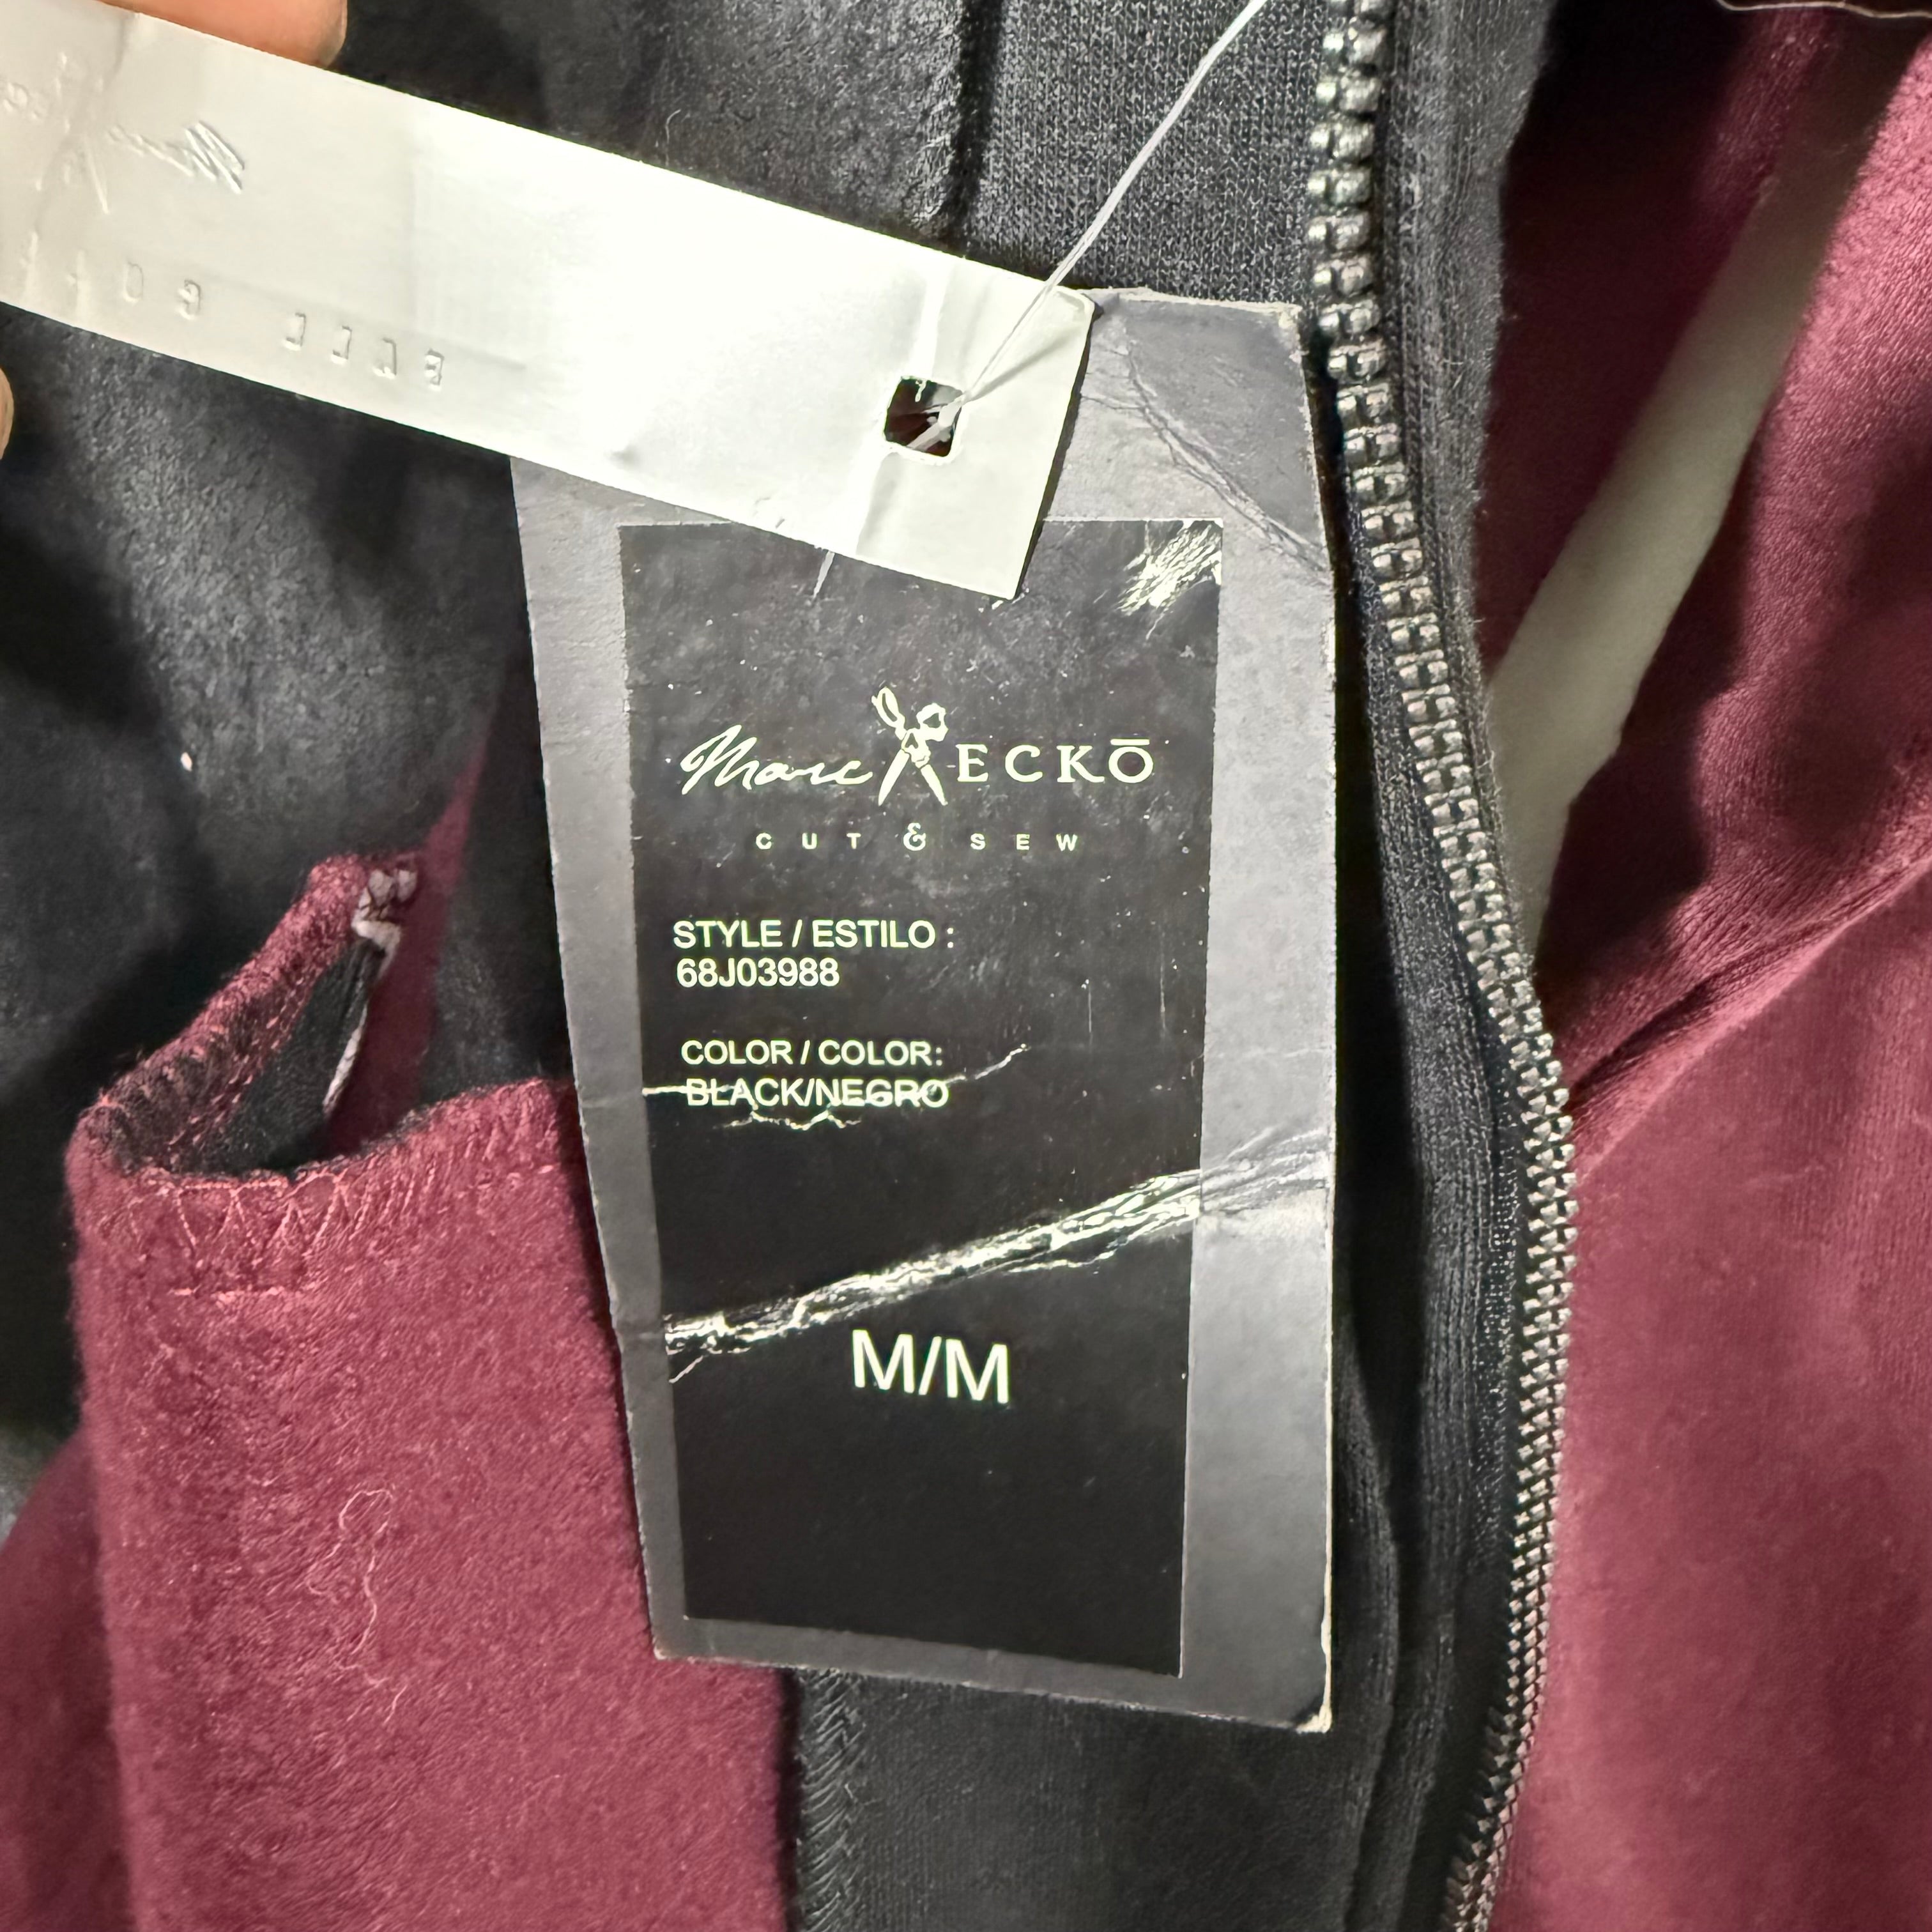 Marc ECKŌ
CUT & SEW
STYLE / ESTILO :
68J03988
COLOR / COLOR:
BLACK/NEGRO
M/M